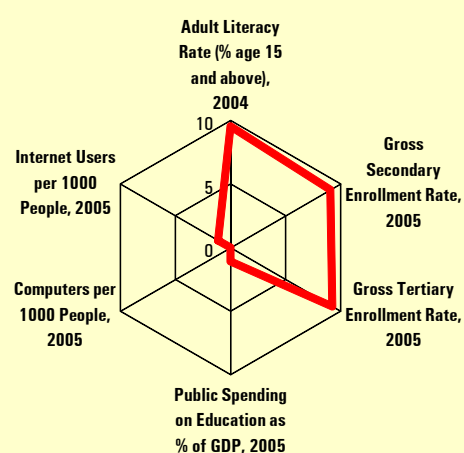 Adult Literacy
Rate (% age 15
and above),
2004
10
5
0
Gross
Secondary
Enrollment Rate,
2005
Gross Tertiary
Enrollment Rate,
2005
Public Spending
on Education as
% of GDP, 2005
Computers per
1000 People,
2005
Internet Users
per 1000
People, 2005